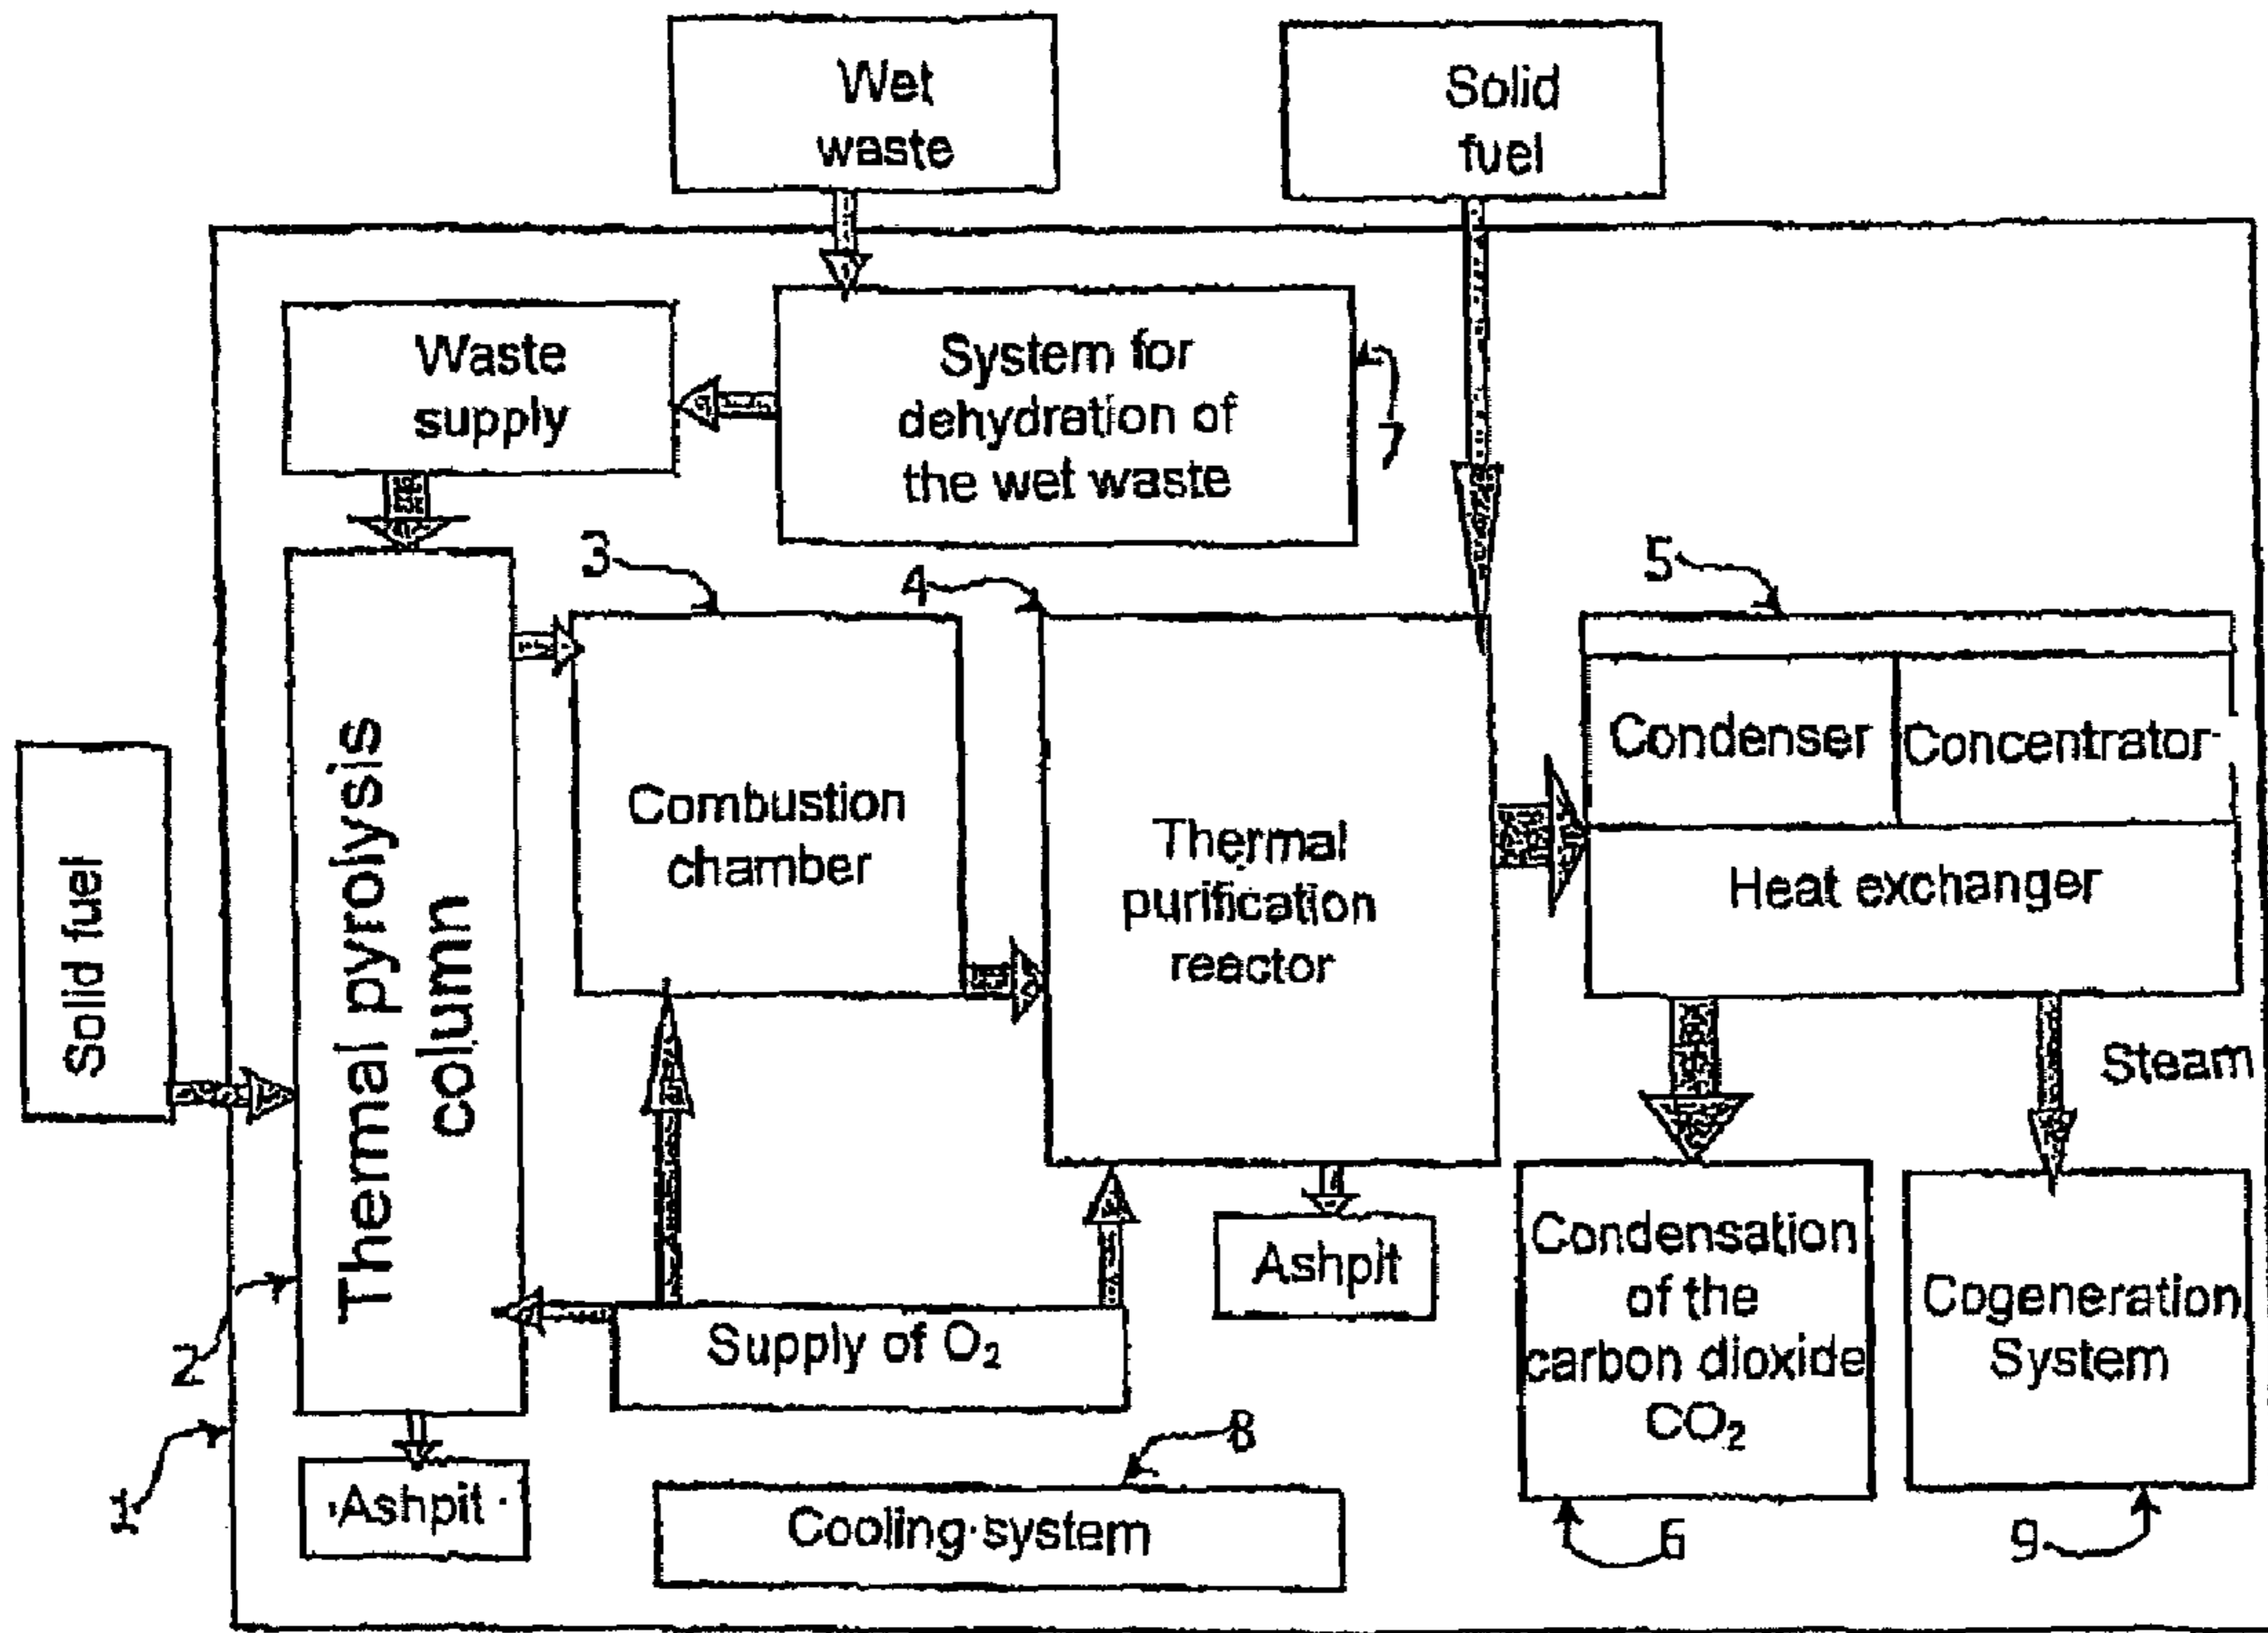 Wet
waste
Solid
fuel
Waste
supply
System for
dehydration of
the wet waste
7
3
4
5
Solid fuel
Thermal pyrolysis
column
Combustion
chamber
Thermal
purification
reactor
Condenser
Concentrator
Heat exchanger
Steam
2
1
Supply of O₂
Ashpit
Condensation
of the
carbon dioxide
CO₂
Cogeneration
System
Ashpit
8
Cooling system
6
9